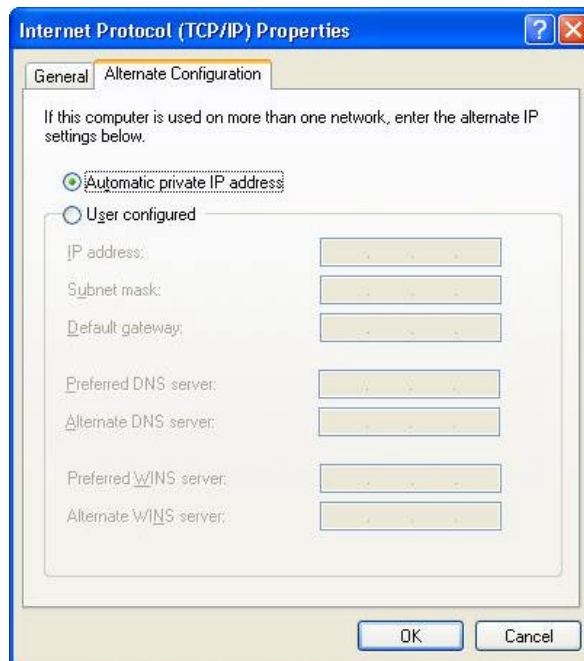 Internet Protocol (TCP/IP) Properties
General
Alternate Configuration
If this computer is used on more than one network, enter the alternate IP
settings below.
Automatic private IP address
User configured
IP address:
Subnet mask:
Default gateway:
Preferred DNS server:
Alternate DNS server:
Preferred WINS server:
Alternate WINS server:
OK
Cancel